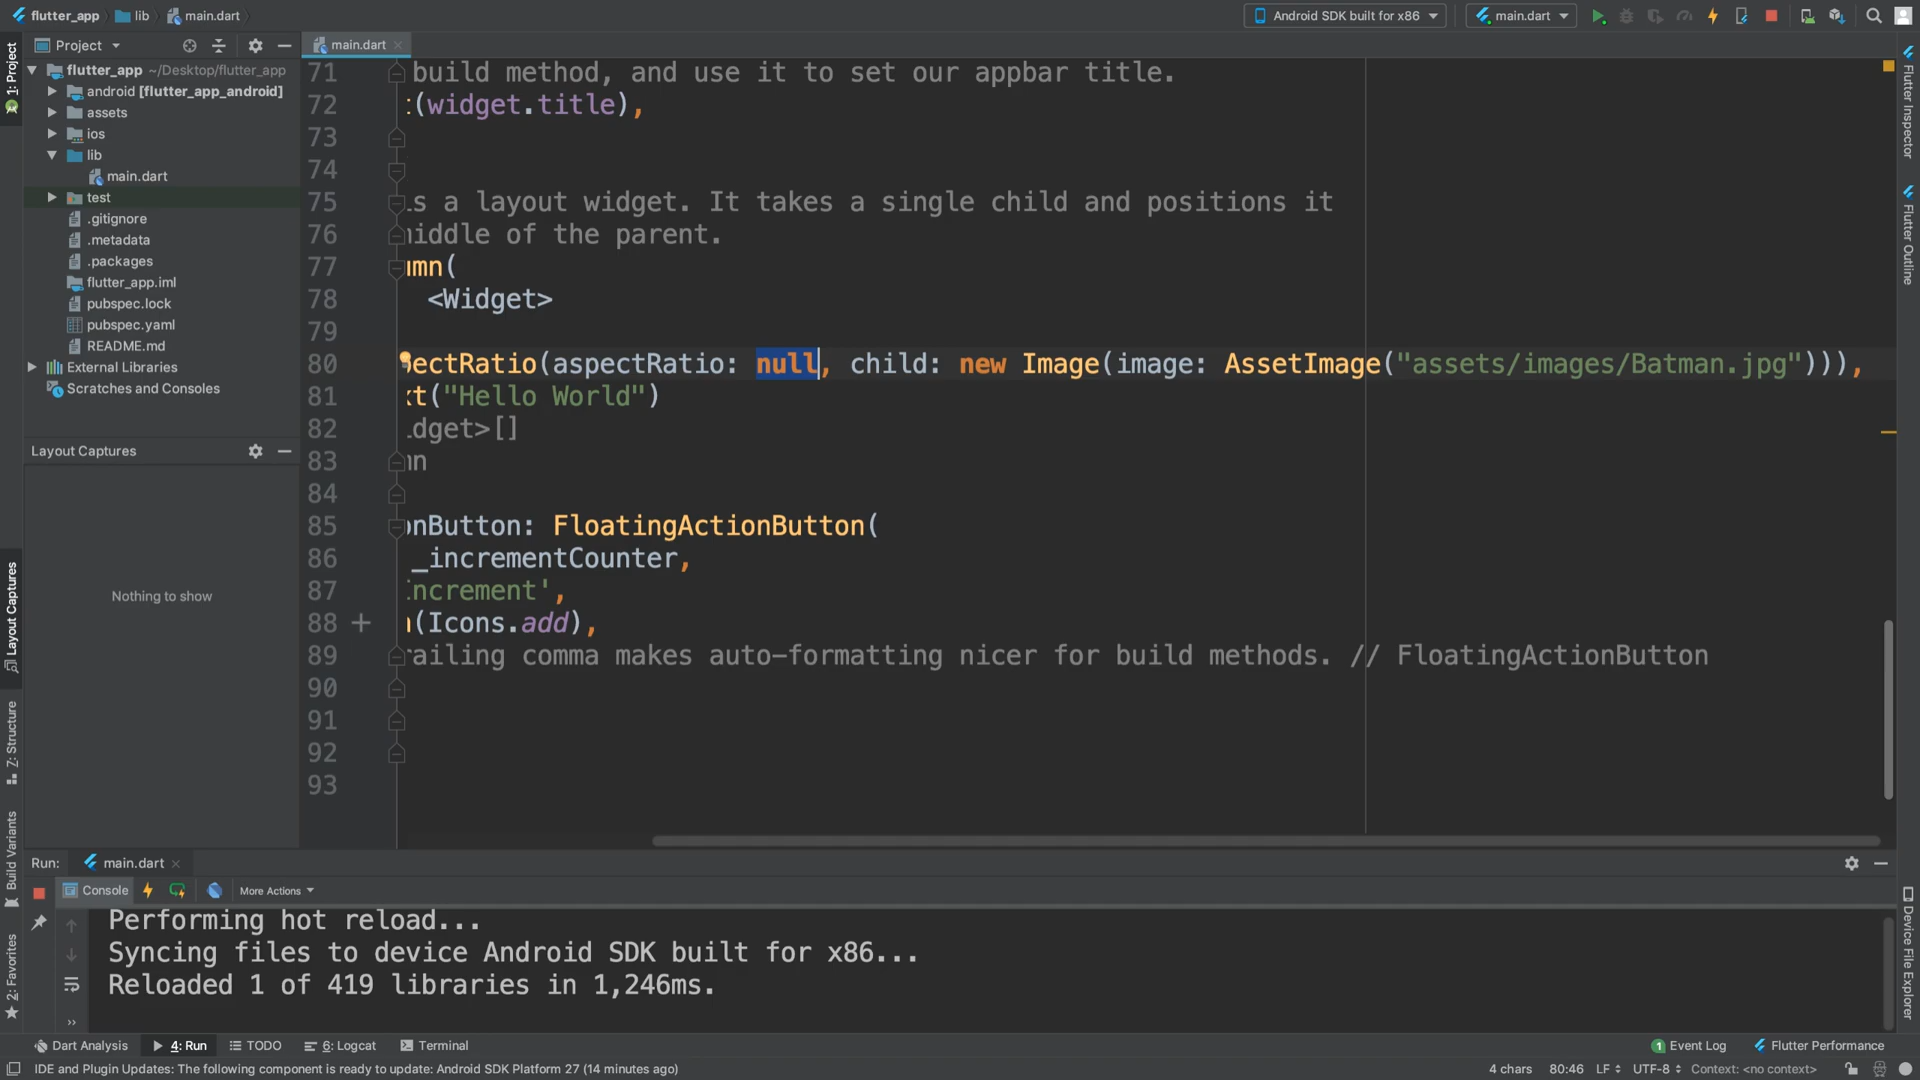 flutter_app
lib
main.dart
Android SDK built for x86
main.dart
Project
main.dart
1: Project
flutter_app ~/Desktop/flutter_app
android [flutter_app_android]
assets
ios
lib
main.dart
test
.gitignore
.metadata
.packages
flutter_app.iml
pubspec.lock
pubspec.yaml
README.md
External Libraries
Scratches and Consoles
Layout Captures
Nothing to show
Layout Captures
Z: Structure
Build Variants
2: Favorites
71 build method, and use it to set our appbar title.
72 t(widget.title),
73
74
75 is a layout widget. It takes a single child and positions it
76 middle of the parent.
77 umn(
78 <Widget>
79
80 pectRatio(aspectRatio: null, child: new Image(image: AssetImage("assets/images/Batman.jpg"))),
81 xt("Hello World")
82 idget>[]
83 mn
84
85 onButton: FloatingActionButton(
86 _incrementCounter,
87 Increment',
88 n(Icons.add),
89 railing comma makes auto-formatting nicer for build methods. // FloatingActionButton
90
91
92
93
Flutter Inspector
Flutter Outline
Device File Explorer
Run: main.dart
Console
More Actions
Performing hot reload...
Syncing files to device Android SDK built for x86...
Reloaded 1 of 419 libraries in 1,246ms.
Dart Analysis
4: Run
TODO
6: Logcat
Terminal
1 Event Log
Flutter Performance
IDE and Plugin Updates: The following component is ready to update: Android SDK Platform 27 (14 minutes ago)
4 chars 80:46 LF UTF-8 Context: <no context>